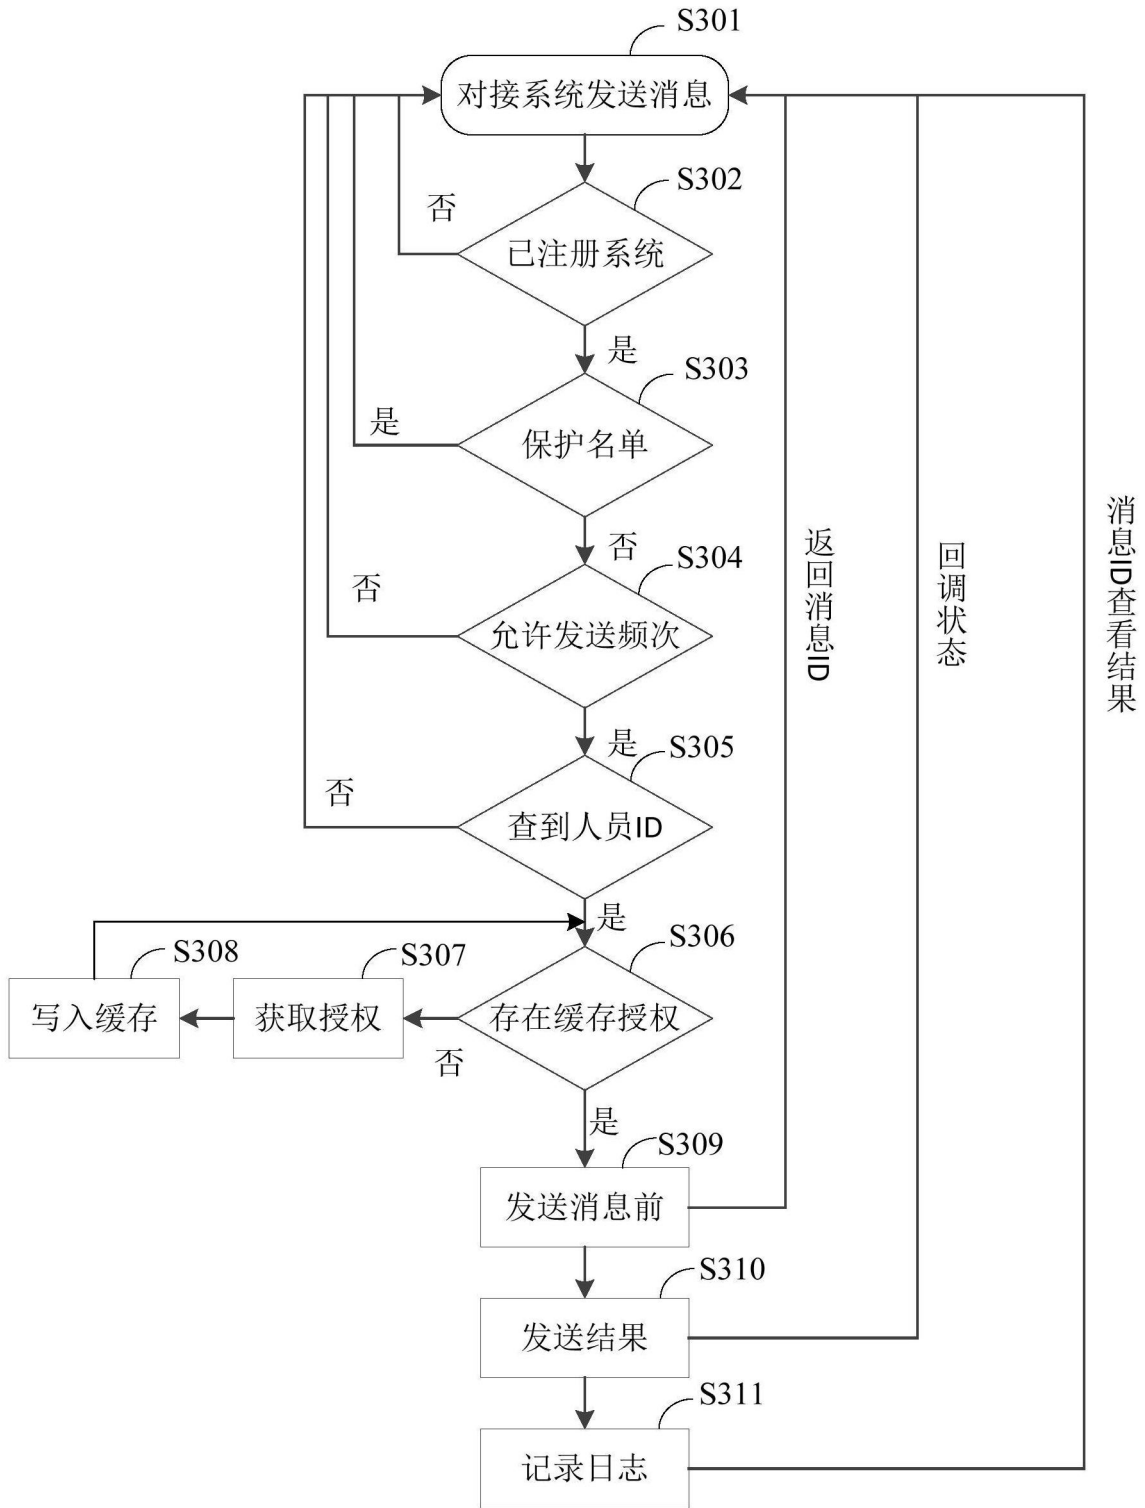 S301
对接系统发送消息
S302
否
已注册系统
是
S303
是
保护名单
否
S304
否
允许发送频次
是
S305
否
查到人员ID
是
S306
S307
S308
存在缓存授权
获取授权
写入缓存
否
是
S309
发送消息前
S310
发送结果
S311
记录日志
返回消息ID
回调状态
消息ID查看结果